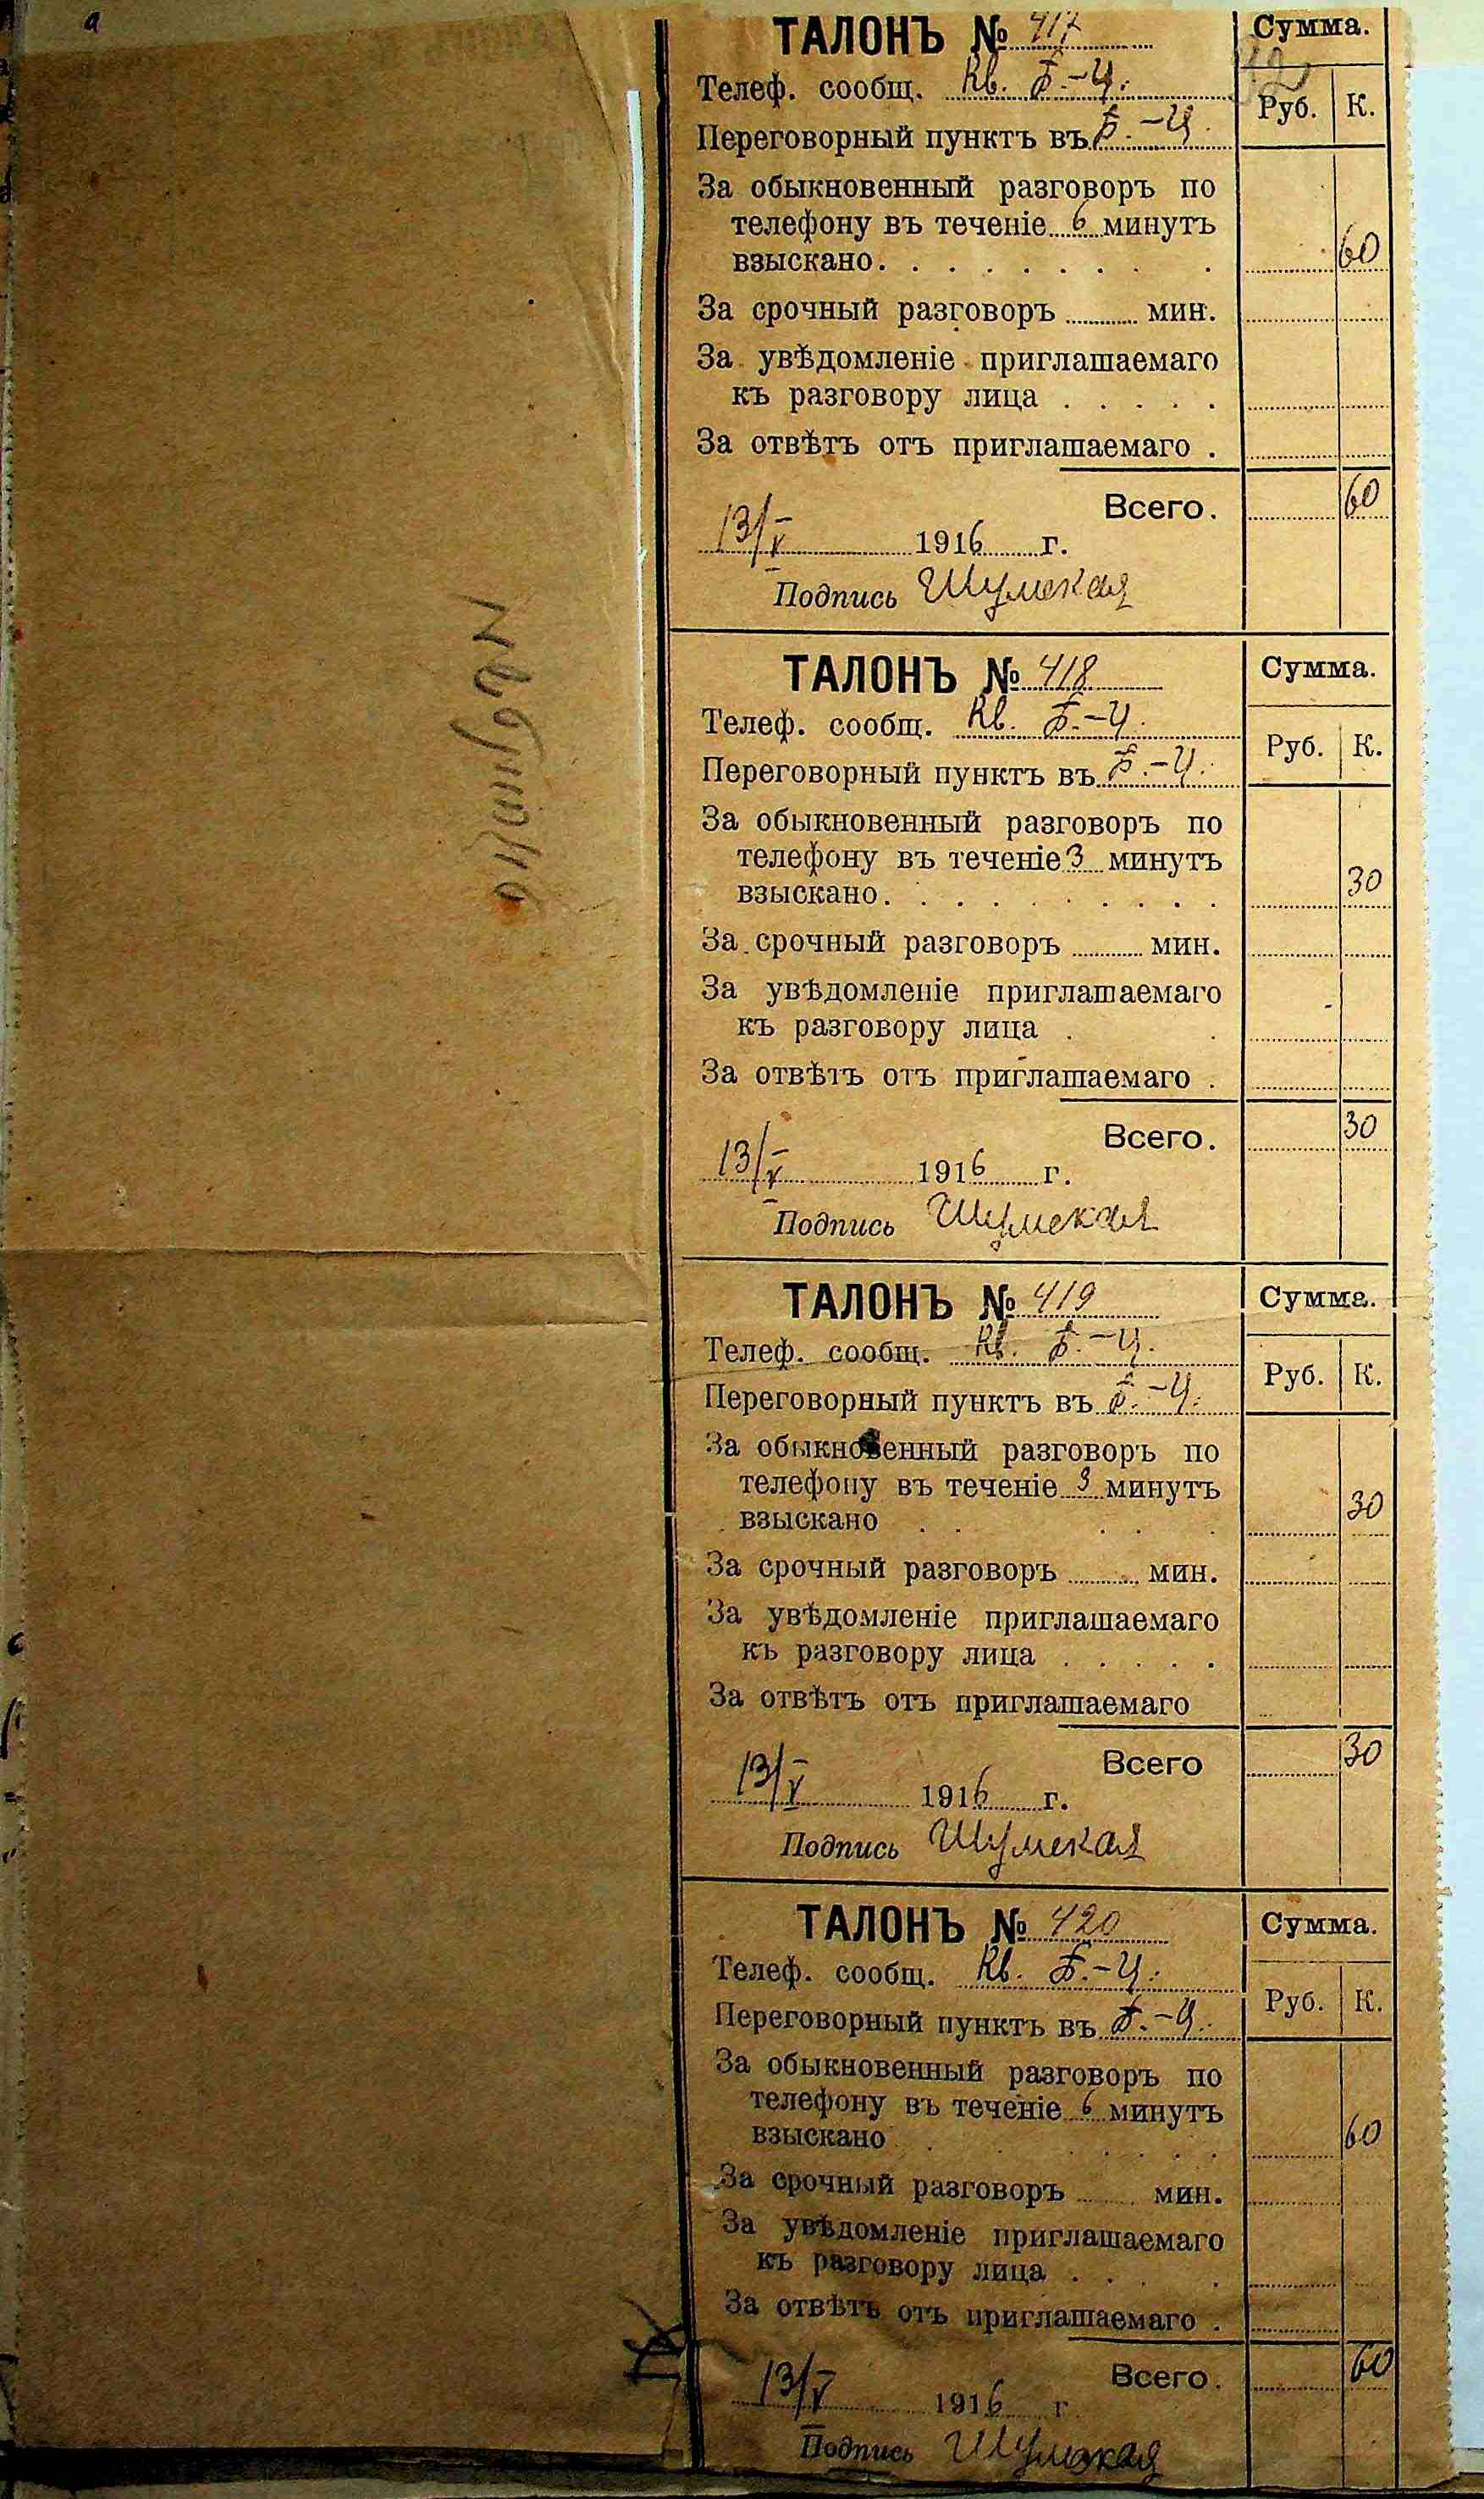 ТАЛОНЪ № 417
Сумма.
Телеф. сообщ. Кв. Б.-Ц.
Руб. К.
Переговорный пунктъ въ Б.-Ц.
За обыкновенный разговоръ по
телефону въ теченіе 6 минутъ
взыскано. 60
За срочный разговоръ мин.
За увѣдомленіе приглашаемаго
къ разговору лица
За отвѣтъ отъ приглашаемаго
Всего. 60
13/V 1916 г.
Подпись Шумская
ТАЛОНЪ № 418
Сумма.
Телеф. сообщ. Кв. Б.-Ц.
Руб. К.
Переговорный пунктъ въ Б.-Ц.
За обыкновенный разговоръ по
телефону въ теченіе 3 минутъ
взыскано. 30
За срочный разговоръ мин.
За увѣдомленіе приглашаемаго
къ разговору лица
За отвѣтъ отъ приглашаемаго
Всего. 30
13/V 1916 г.
Подпись Шумская
ТАЛОНЪ № 419
Сумма.
Телеф. сообщ. Кв. Б.-Ц.
Руб. К.
Переговорный пунктъ въ Б.-Ц.
За обыкновенный разговоръ по
телефону въ теченіе 3 минутъ
взыскано 30
За срочный разговоръ мин.
За увѣдомленіе приглашаемаго
къ разговору лица
За отвѣтъ отъ приглашаемаго
Всего 30
13/V 1916 г.
Подпись Шумская
ТАЛОНЪ № 420
Сумма.
Телеф. сообщ. Кв. Б.-Ц.
Руб. К.
Переговорный пунктъ въ Б.-Ц.
За обыкновенный разговоръ по
телефону въ теченіе 6 минутъ
взыскано 60
За срочный разговоръ мин.
За увѣдомленіе приглашаемаго
къ разговору лица
За отвѣтъ отъ приглашаемаго
Всего. 60
13/V 1916 г
Подпись Шумская